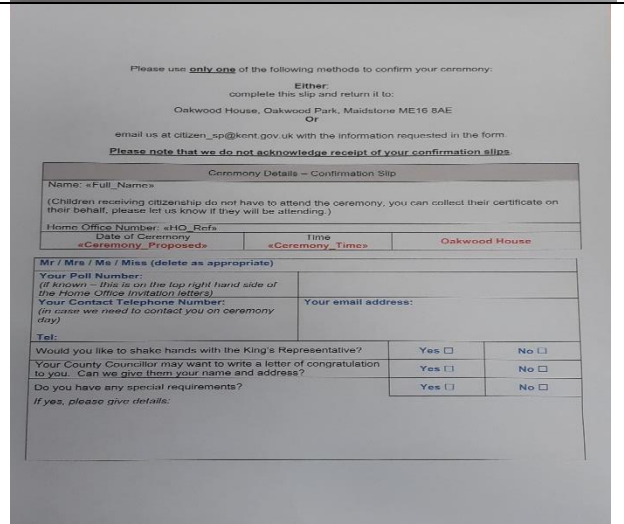 Please use only one of the following methods to confirm your ceremony:
Either:
complete this slip and return it to:
Oakwood House, Oakwood Park, Maidstone ME16 8AE
Or
email us at citizen_sp@kent.gov.uk with the information requested in the form.
Please note that we do not acknowledge receipt of your confirmation slips.
Ceremony Details – Confirmation Slip
Name: «Full_Name»
(Children receiving citizenship do not have to attend the ceremony, you can collect their certificate on
their behalf, please let us know if they will be attending.)
Home Office Number: «HO_Ref»
Date of Ceremony
«Ceremony_Proposed»
Time
«Ceremony_Time»
Oakwood House
Mr / Mrs / Ms / Miss (delete as appropriate)
Your Poll Number:
(if known – this is on the top right hand side of
the Home Office Invitation letters)
Your Contact Telephone Number:
(in case we need to contact you on ceremony
day)
Tel:
Your email address:
Would you like to shake hands with the King's Representative?
Yes ☐
No ☐
Your County Councillor may want to write a letter of congratulation
to you. Can we give them your name and address?
Yes ☐
No ☐
Do you have any special requirements?
Yes ☐
No ☐
If yes, please give details: